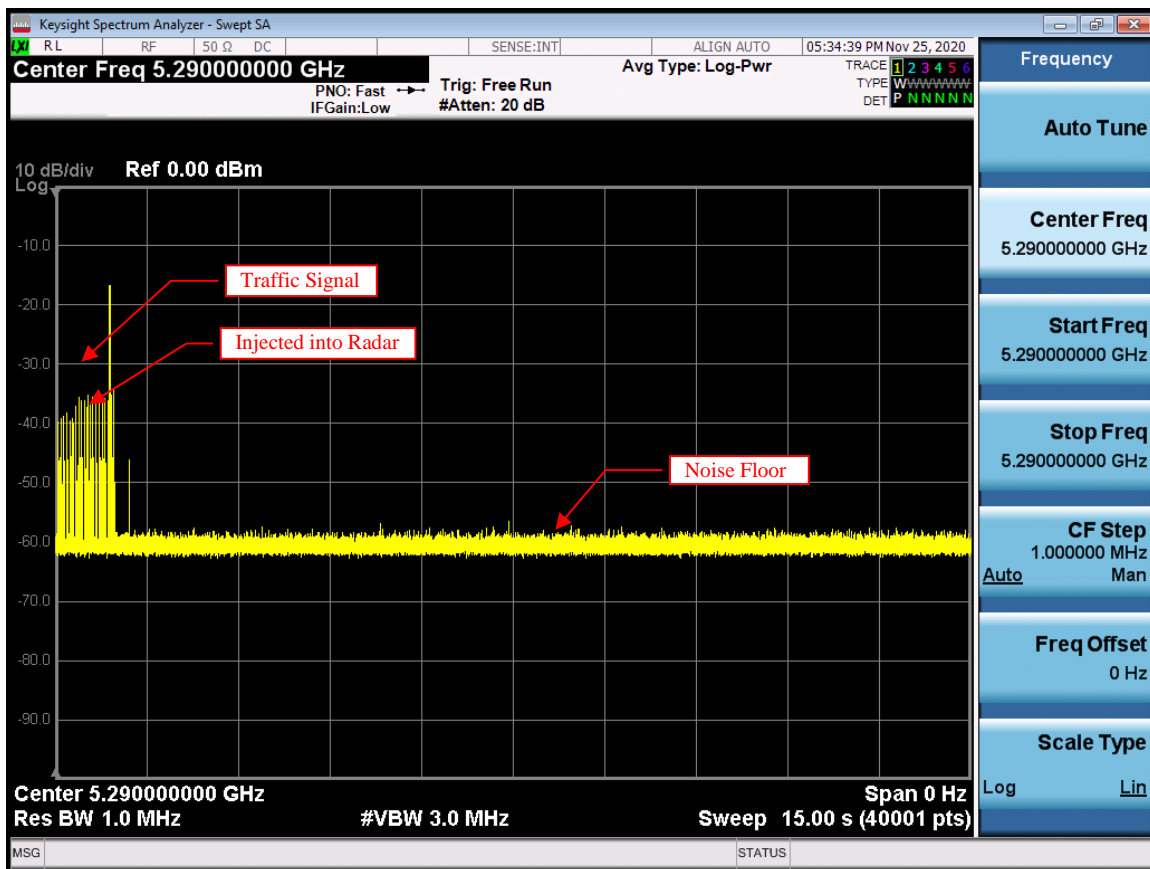 Keysight Spectrum Analyzer - Swept SA
LXI RL RF 50 Ω DC SENSE:INT ALIGN AUTO 05:34:39 PM Nov 25, 2020
Center Freq 5.290000000 GHz
PNO: Fast
IFGain:Low
Trig: Free Run
#Atten: 20 dB
Avg Type: Log-Pwr
TRACE 1 2 3 4 5 6
TYPE WWWWWW
DET P N N N N N
10 dB/div Ref 0.00 dBm
Log
-10.0
-20.0
-30.0
-40.0
-50.0
-60.0
-70.0
-80.0
-90.0
Traffic Signal
Injected into Radar
Noise Floor
Center 5.290000000 GHz Span 0 Hz
Res BW 1.0 MHz #VBW 3.0 MHz Sweep 15.00 s (40001 pts)
MSG STATUS
Frequency
Auto Tune
Center Freq
5.290000000 GHz
Start Freq
5.290000000 GHz
Stop Freq
5.290000000 GHz
CF Step
1.000000 MHz
Auto Man
Freq Offset
0 Hz
Scale Type
Log Lin